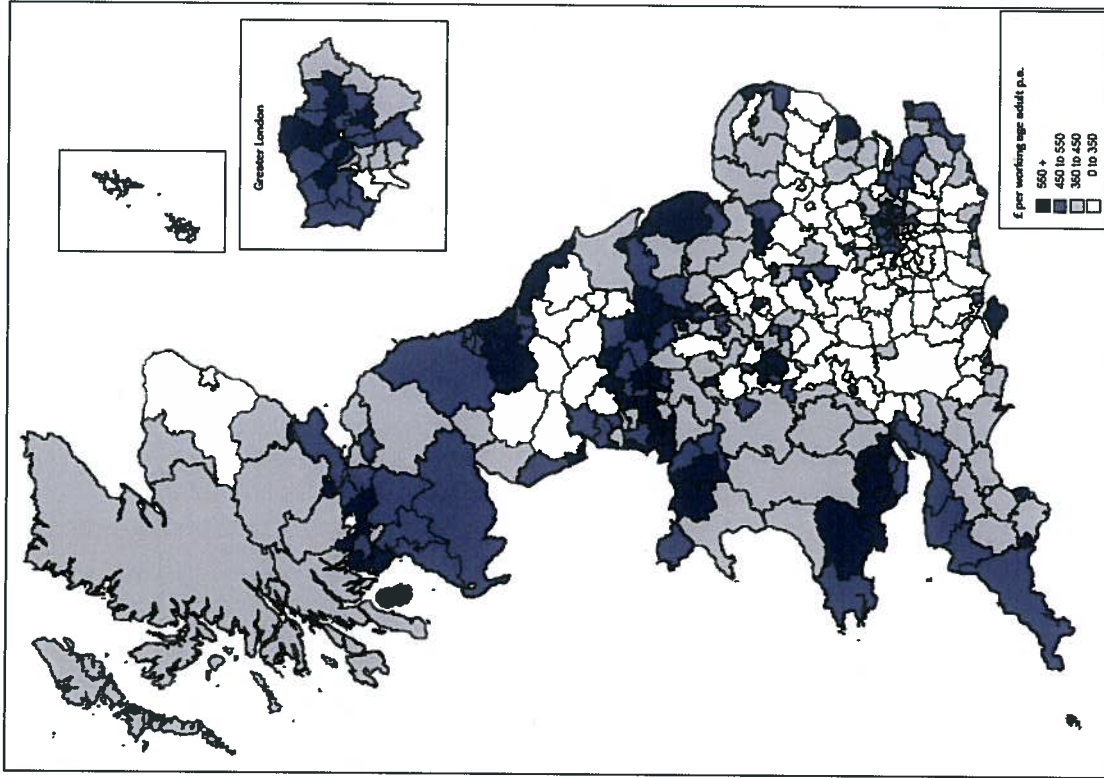 Greater London
£ per working age adult p.a.
550 +
450 to 550
350 to 450
0 to 350